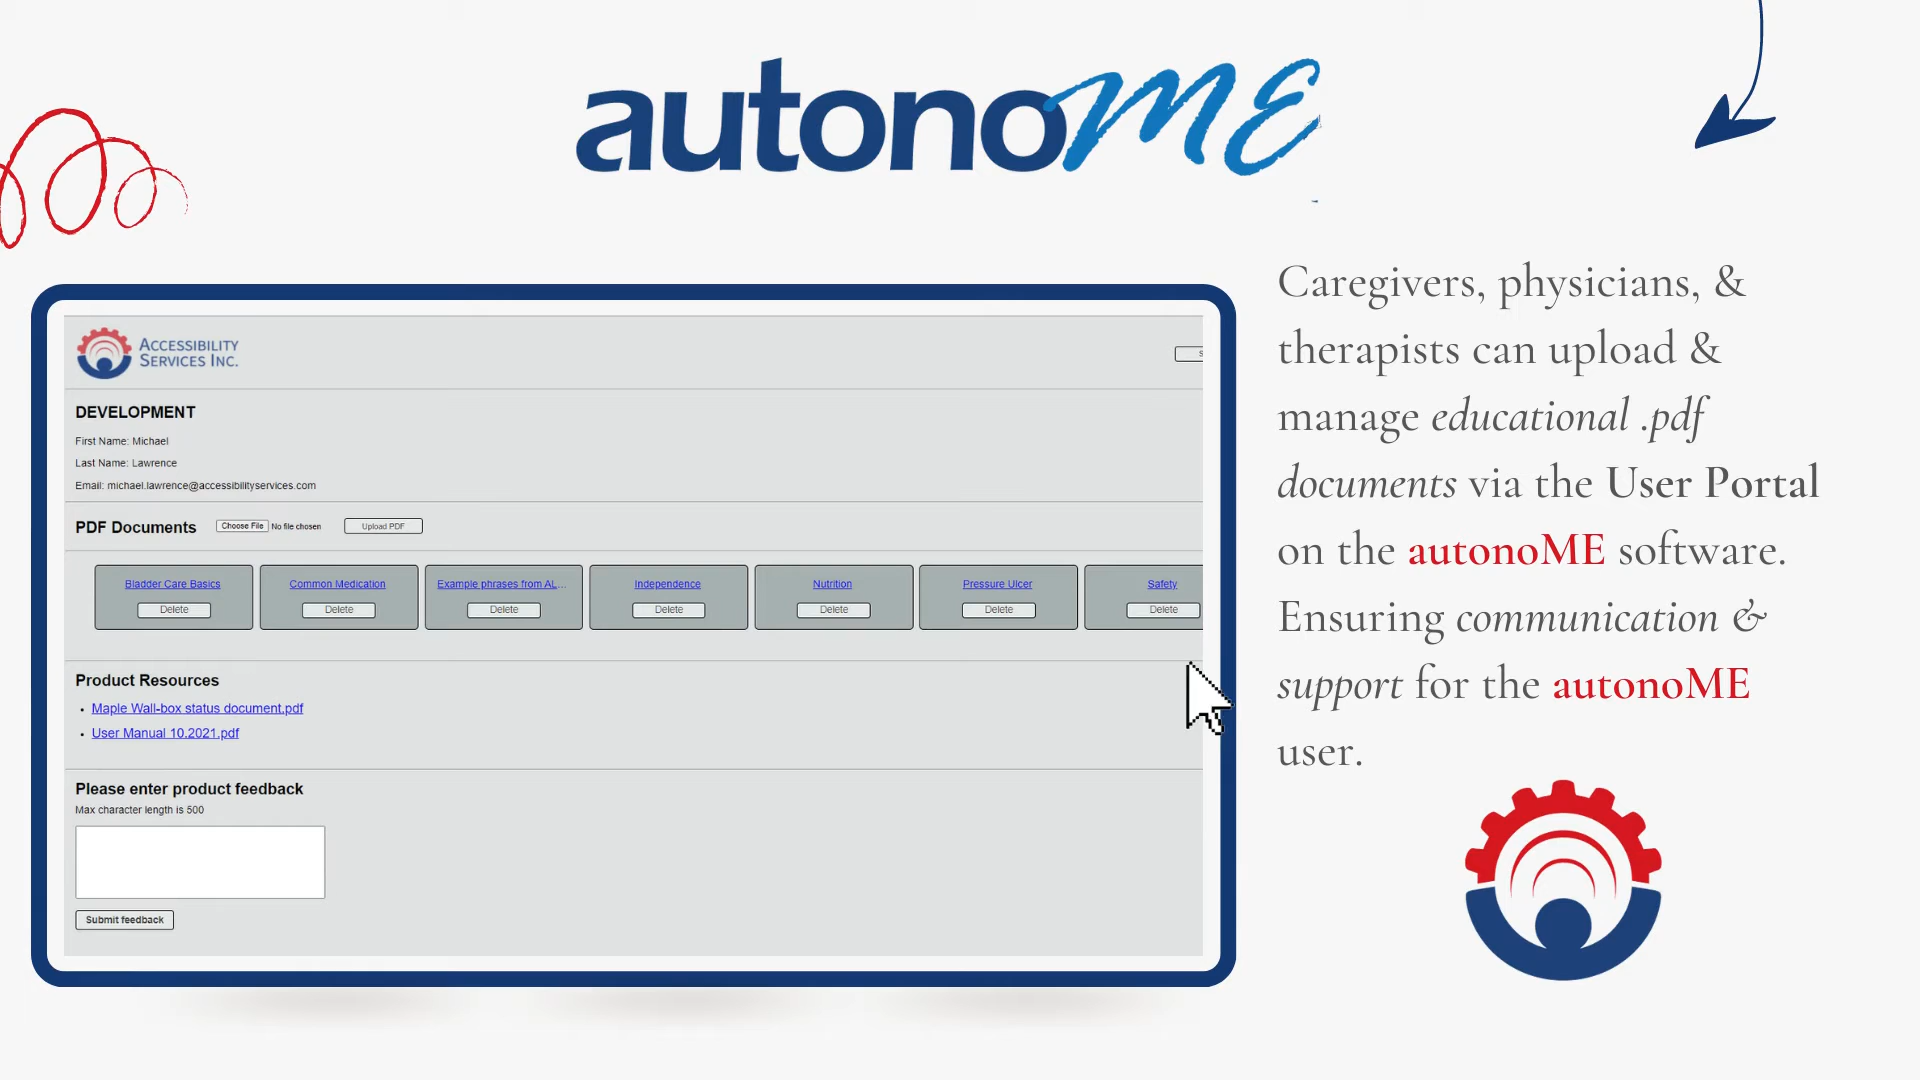 autonoME
Caregivers, physicians, &
therapists can upload &
manage educational .pdf
documents via the User Portal
on the autonoME software.
Ensuring communication &
support for the autonoME
user.
ACCESSIBILITY
SERVICES INC.
DEVELOPMENT
First Name: Michael
Last Name: Lawrence
Email: michael.lawrence@accessibilityservices.com
PDF Documents Choose File No file chosen Upload PDF
Bladder Care Basics Common Medication Example phrases from AL... Independence Nutrition Pressure Ulcer Safety
Delete Delete Delete Delete Delete Delete Delete
Product Resources
• Maple Wall-box status document.pdf
• User Manual 10.2021.pdf
Please enter product feedback
Max character length is 500
Submit feedback